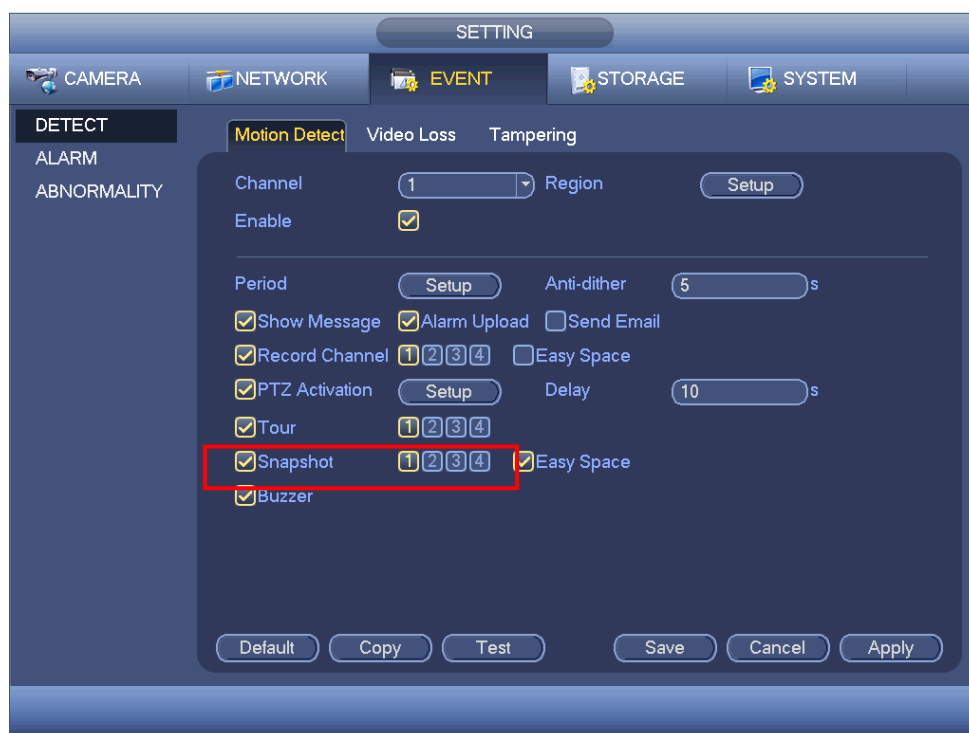 SETTING
CAMERA NETWORK EVENT STORAGE SYSTEM
DETECT
ALARM
ABNORMALITY
Motion Detect Video Loss Tampering
Channel 1 Region Setup
Enable
Period Setup Anti-dither 5 s
Show Message Alarm Upload Send Email
Record Channel 1 2 3 4 Easy Space
PTZ Activation Setup Delay 10 s
Tour 1 2 3 4
Snapshot 1 2 3 4 Easy Space
Buzzer
Default Copy Test Save Cancel Apply